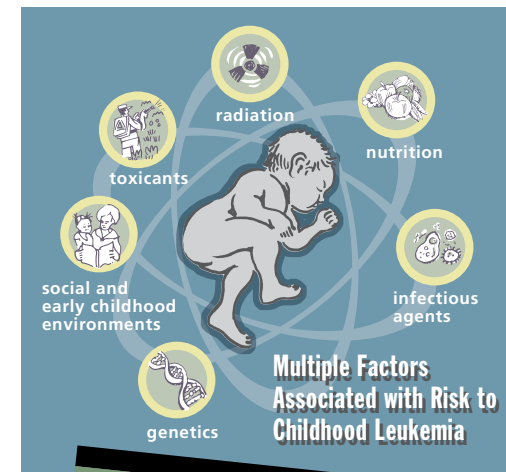 radiation
nutrition
toxicants
social and
early childhood
environments
infectious
agents
genetics
Multiple Factors
Associated with Risk to
Childhood Leukemia